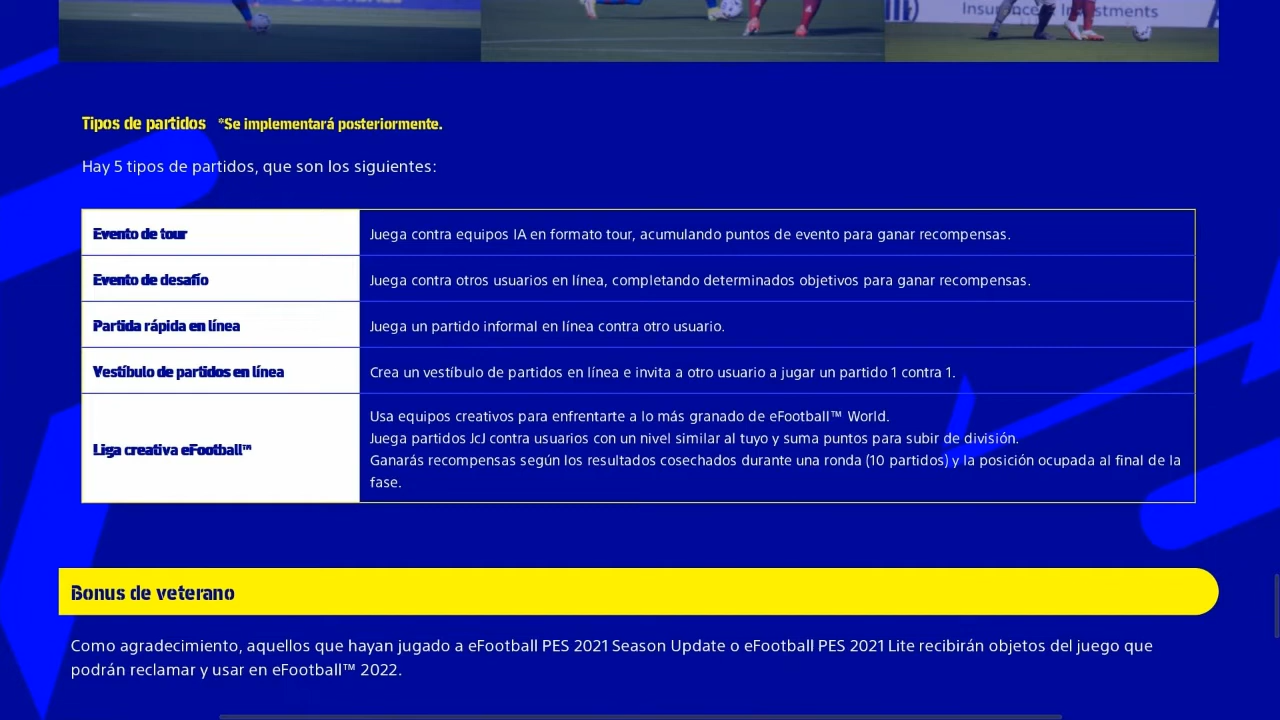 Insurance Investments
Tipos de partidos *Se implementará posteriormente.
Hay 5 tipos de partidos, que son los siguientes:
Evento de tour
Juega contra equipos IA en formato tour, acumulando puntos de evento para ganar recompensas.
Evento de desafío
Juega contra otros usuarios en línea, completando determinados objetivos para ganar recompensas.
Partida rápida en línea
Juega un partido informal en línea contra otro usuario.
Vestíbulo de partidos en línea
Crea un vestíbulo de partidos en línea e invita a otro usuario a jugar un partido 1 contra 1.
Liga creativa eFootball™
Usa equipos creativos para enfrentarte a lo más granado de eFootball™ World.
Juega partidos JcJ contra usuarios con un nivel similar al tuyo y suma puntos para subir de división.
Ganarás recompensas según los resultados cosechados durante una ronda (10 partidos) y la posición ocupada al final de la
fase.
Bonus de veterano
Como agradecimiento, aquellos que hayan jugado a eFootball PES 2021 Season Update o eFootball PES 2021 Lite recibirán objetos del juego que
podrán reclamar y usar en eFootball™ 2022.